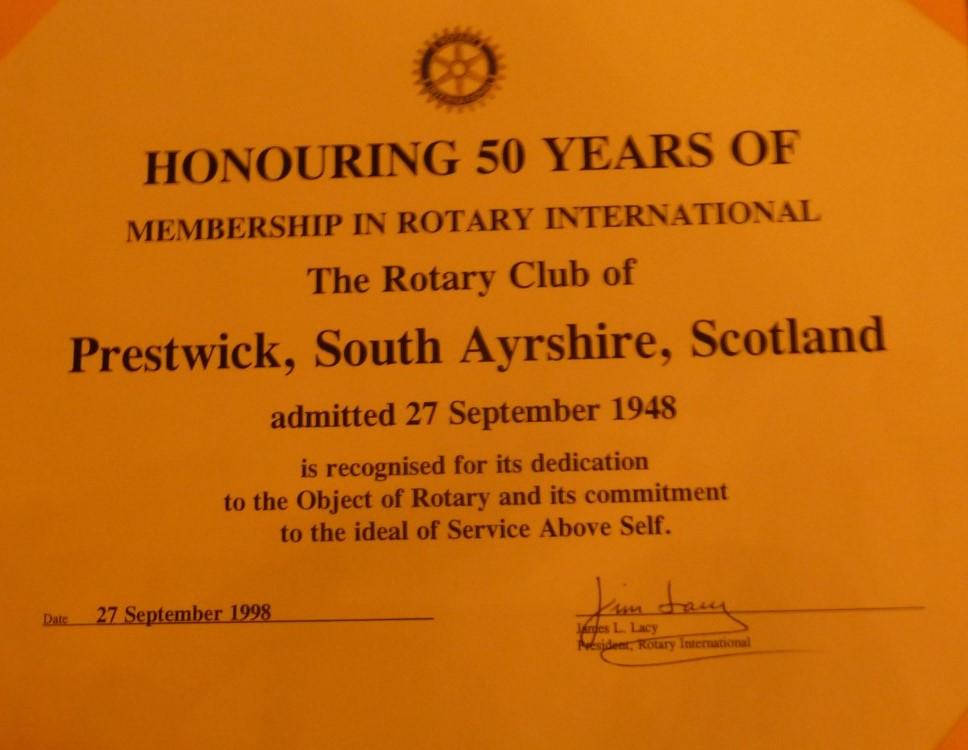 HONOURING 50 YEARS OF
MEMBERSHIP IN ROTARY INTERNATIONAL
The Rotary Club of
Prestwick, South Ayrshire, Scotland
admitted 27 September 1948
is recognised for its dedication
to the Object of Rotary and its commitment
to the ideal of Service Above Self.
Date 27 September 1998
Jim Lacy
James L. Lacy
President, Rotary International